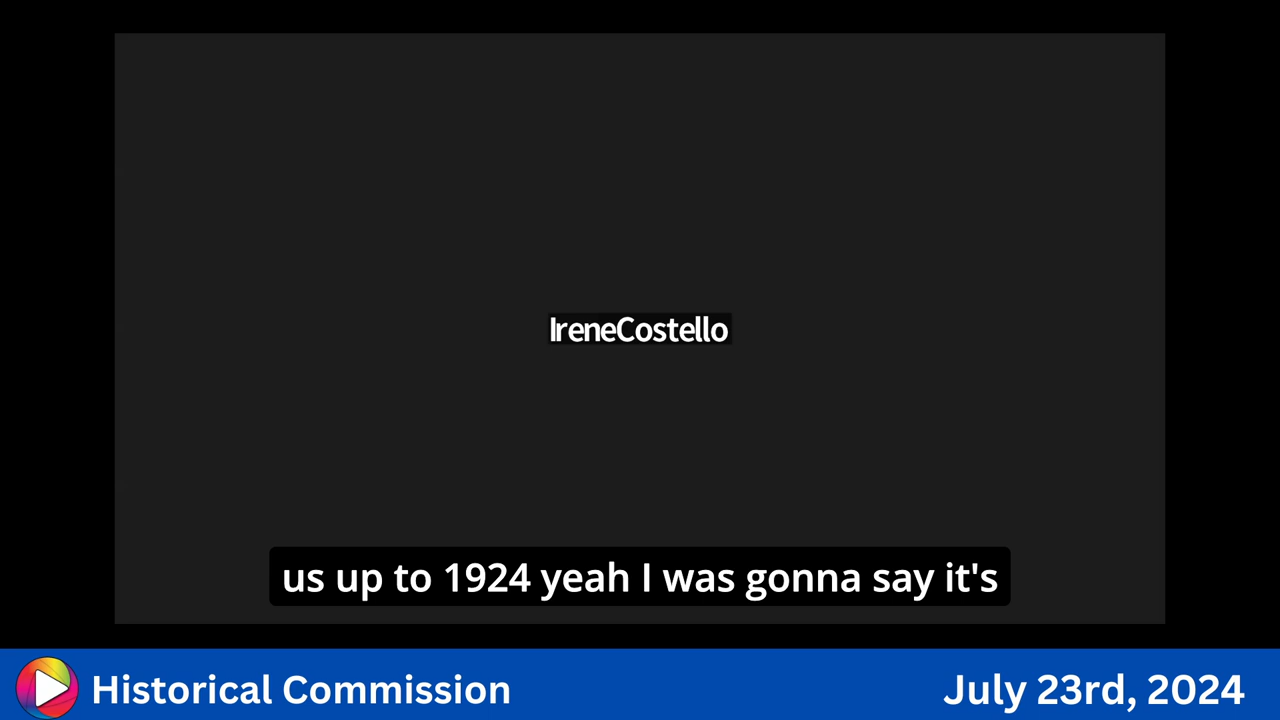 IreneCostello
us up to 1924 yeah I was gonna say it's
Historical Commission
July 23rd, 2024